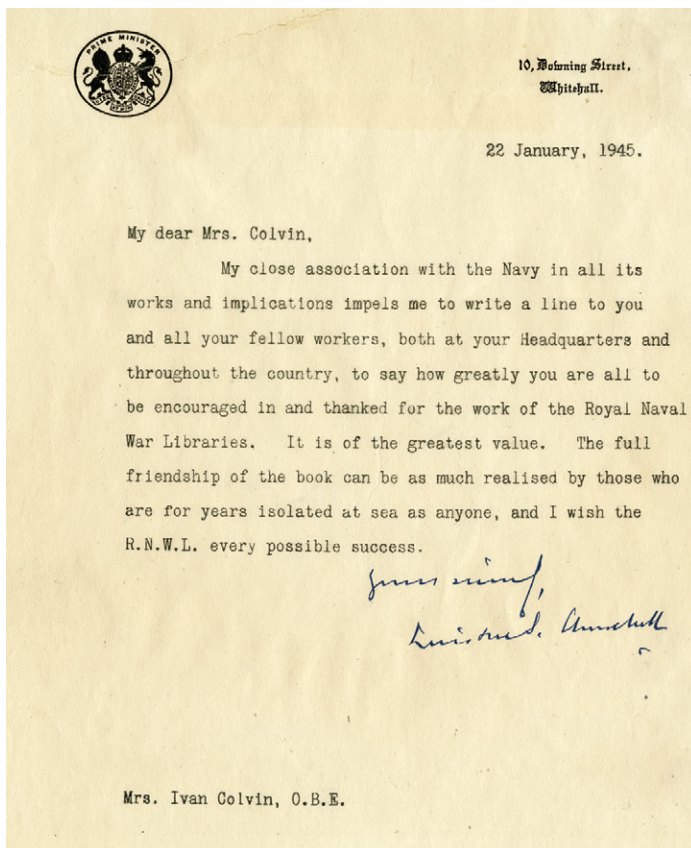 PRIME MINISTER
10, Downing Street,
Whitehall.
22 January, 1945.
My dear Mrs. Colvin,
My close association with the Navy in all its
works and implications impels me to write a line to you
and all your fellow workers, both at your Headquarters and
throughout the country, to say how greatly you are all to
be encouraged in and thanked for the work of the Royal Naval
War Libraries. It is of the greatest value. The full
friendship of the book can be as much realised by those who
are for years isolated at sea as anyone, and I wish the
R.N.W.L. every possible success.
Winston S. Churchill
Mrs. Ivan Colvin, O.B.E.